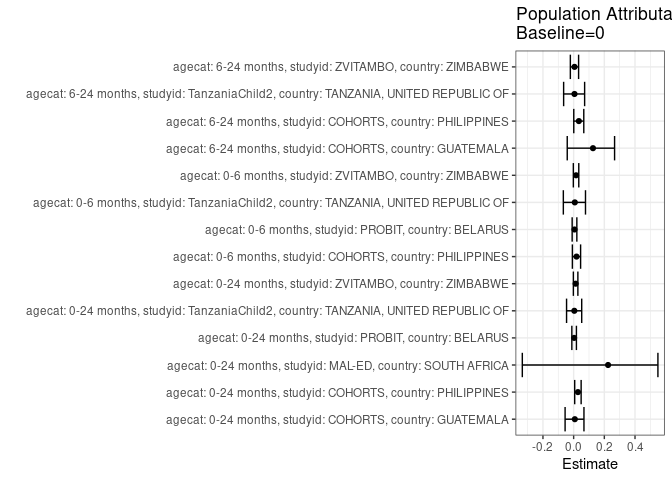 Population Attributa
Baseline=0
agecat: 6-24 months, studyid: ZVITAMBO, country: ZIMBABWE
agecat: 6-24 months, studyid: TanzaniaChild2, country: TANZANIA, UNITED REPUBLIC OF
agecat: 6-24 months, studyid: COHORTS, country: PHILIPPINES
agecat: 6-24 months, studyid: COHORTS, country: GUATEMALA
agecat: 0-6 months, studyid: ZVITAMBO, country: ZIMBABWE
agecat: 0-6 months, studyid: TanzaniaChild2, country: TANZANIA, UNITED REPUBLIC OF
agecat: 0-6 months, studyid: PROBIT, country: BELARUS
agecat: 0-6 months, studyid: COHORTS, country: PHILIPPINES
agecat: 0-24 months, studyid: ZVITAMBO, country: ZIMBABWE
agecat: 0-24 months, studyid: TanzaniaChild2, country: TANZANIA, UNITED REPUBLIC OF
agecat: 0-24 months, studyid: PROBIT, country: BELARUS
agecat: 0-24 months, studyid: MAL-ED, country: SOUTH AFRICA
agecat: 0-24 months, studyid: COHORTS, country: PHILIPPINES
agecat: 0-24 months, studyid: COHORTS, country: GUATEMALA
-0.2 0.0 0.2 0.4
Estimate